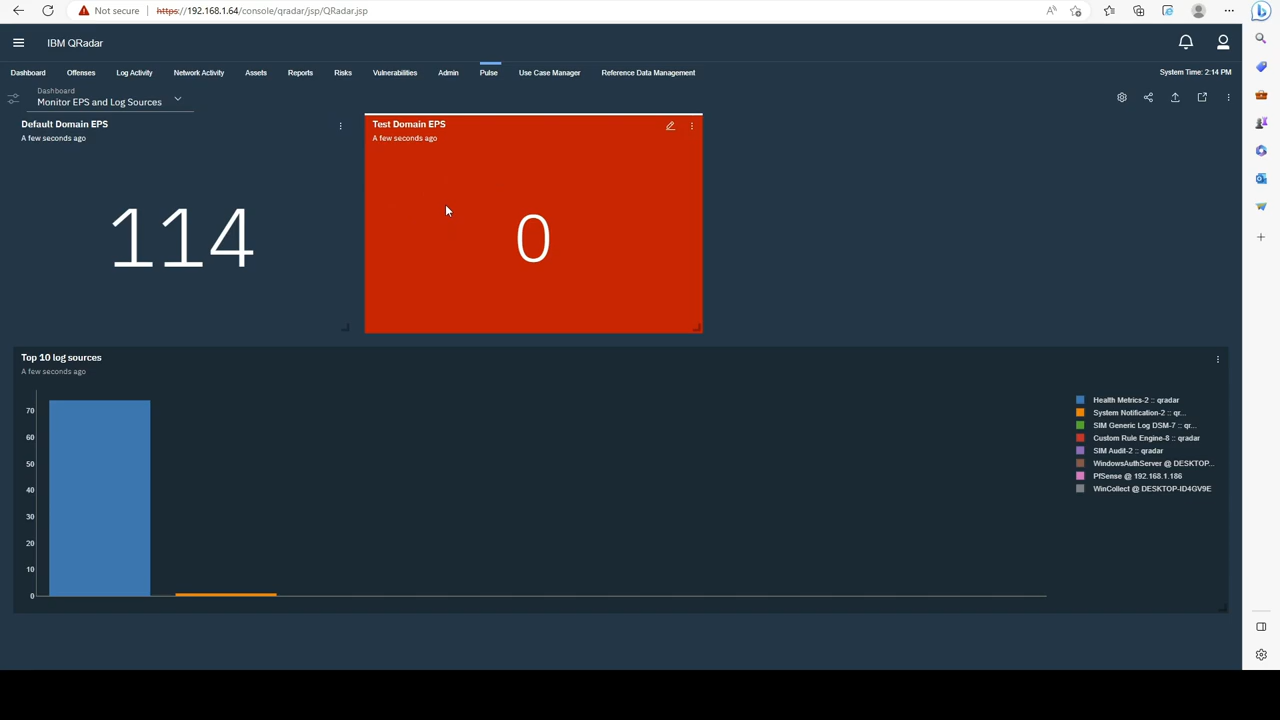 Not secure
https://192.168.1.64/console/qradar/jsp/QRadar.jsp
IBM QRadar
Dashboard Offenses Log Activity Network Activity Assets Reports Risks Vulnerabilities Admin Pulse Use Case Manager Reference Data Management
System Time: 2:14 PM
Dashboard
Monitor EPS and Log Sources
Default Domain EPS
A few seconds ago
114
Test Domain EPS
A few seconds ago
0
Top 10 log sources
A few seconds ago
70
60
50
40
30
20
10
0
Health Metrics-2 :: qradar
System Notification-2 :: qr...
SIM Generic Log DSM-7 :: qr...
Custom Rule Engine-8 :: qradar
SIM Audit-2 :: qradar
WindowsAuthServer @ DESKTOP...
PfSense @ 192.168.1.186
WinCollect @ DESKTOP-ID4GV9E